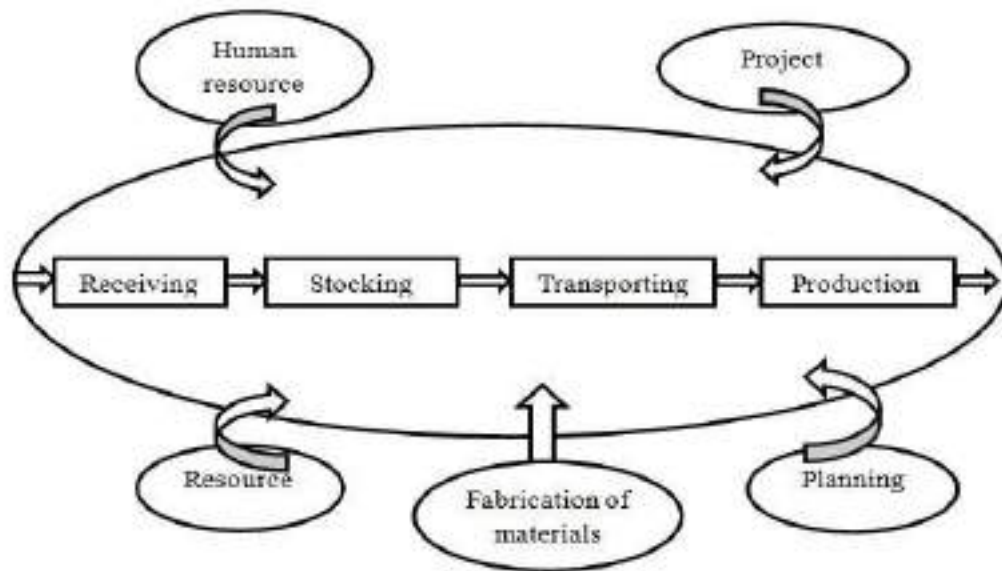 Human
resource
Project
Receiving
Stocking
Transporting
Production
Resource
Fabrication of
materials
Planning